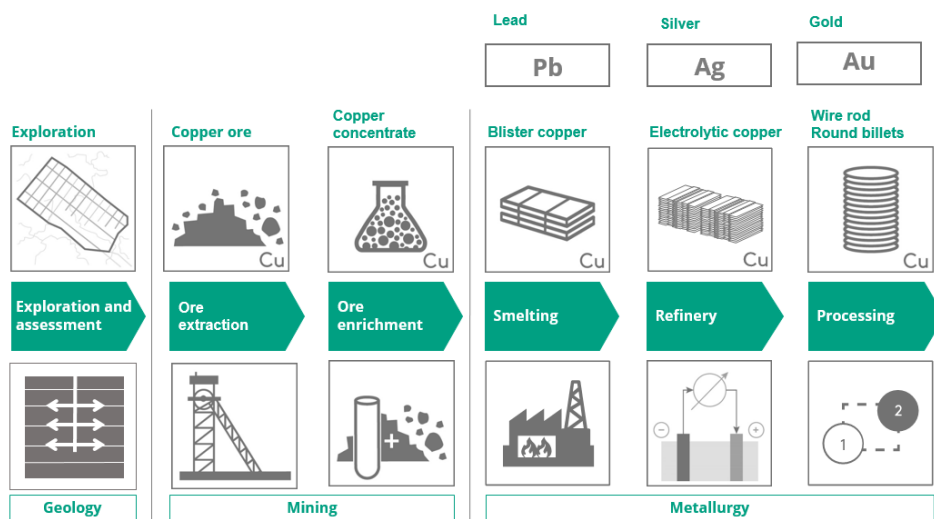 Lead
Silver
Gold
Pb
Ag
Au
Exploration
Copper ore
Copper
concentrate
Blister copper
Electrolytic copper
Wire rod
Round billets
Cu
Cu
Cu
Cu
Cu
Exploration and
assessment
Ore
extraction
Ore
enrichment
Smelting
Refinery
Processing
+
− +
1
2
Geology
Mining
Metallurgy